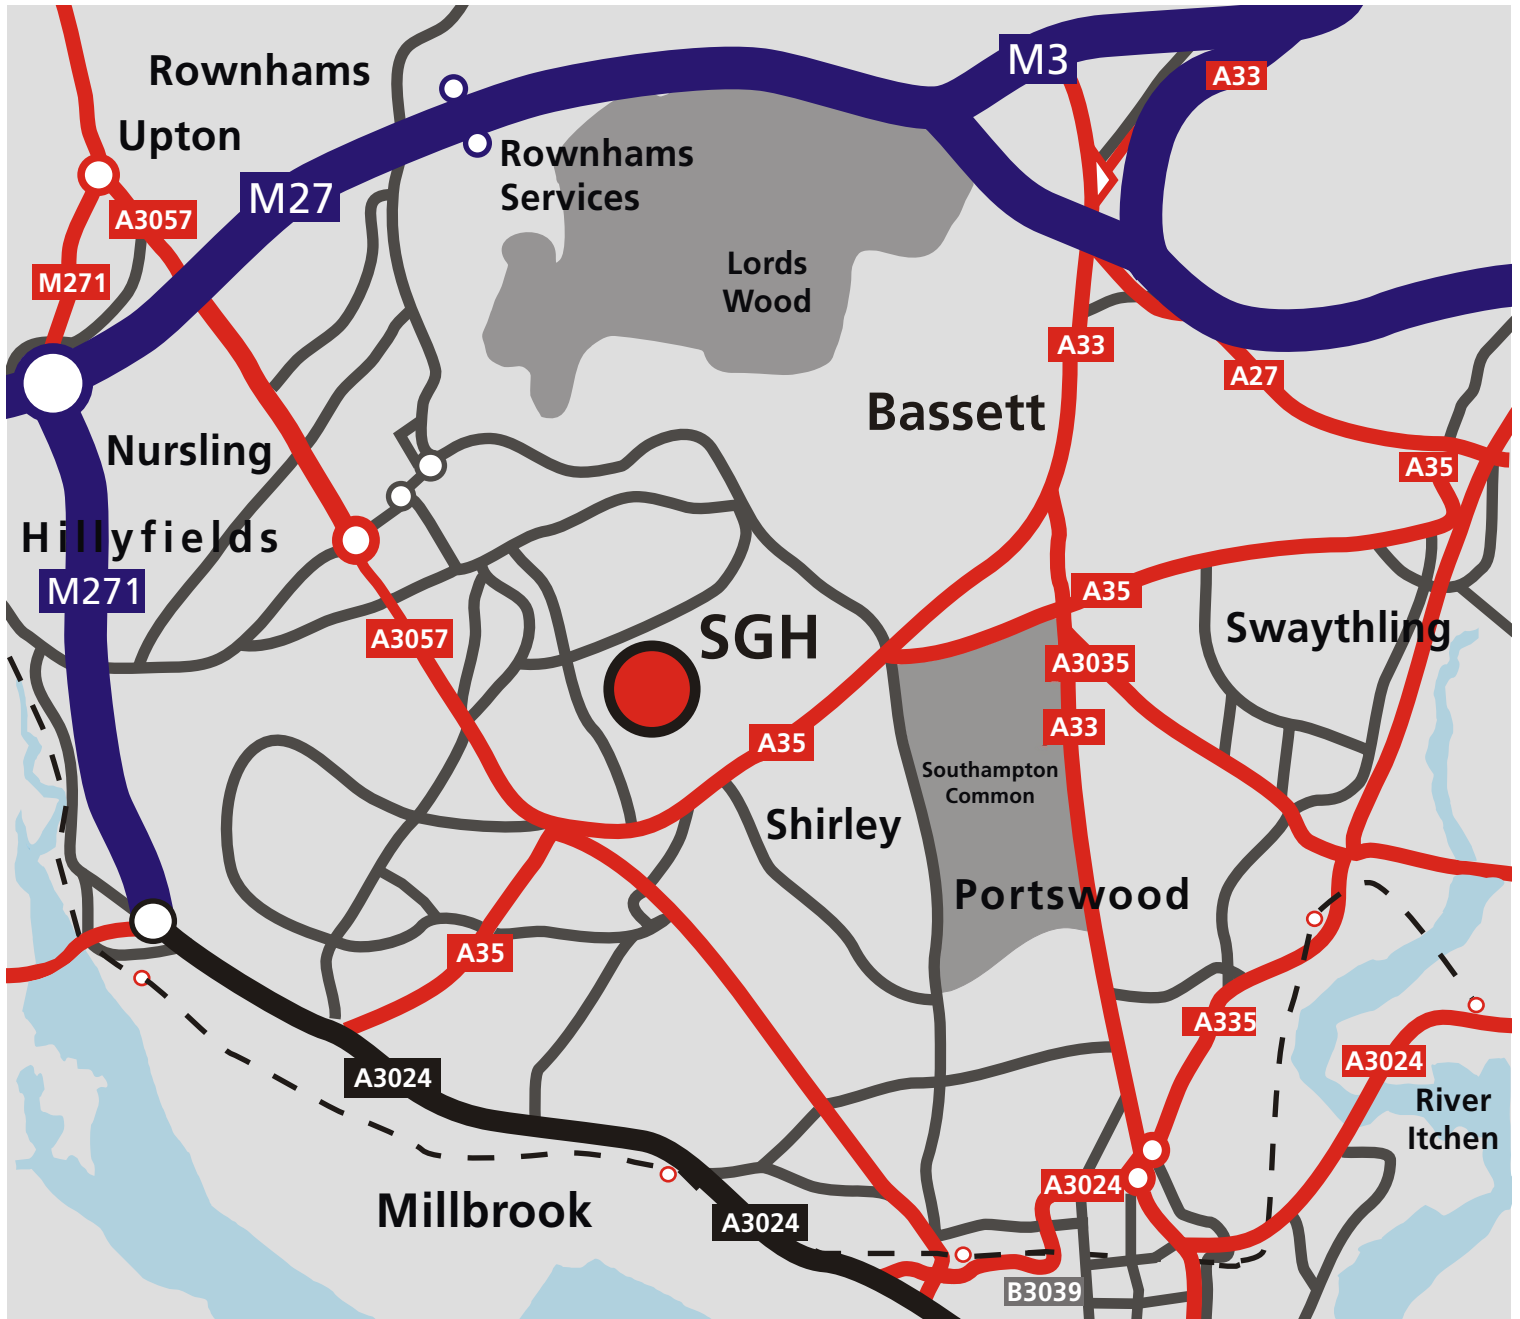 M3
Rownhams
A33
Upton
Rownhams
Services
M27
A3057
Lords
Wood
M271
A33
A27
Bassett
Nursling
A35
Hillyfields
M271
A35
A3057
SGH
Swaythling
A3035
A33
A35
Southampton
Common
Shirley
Portswood
A35
A335
A3024
A3024
River
Itchen
A3024
Millbrook
A3024
B3039